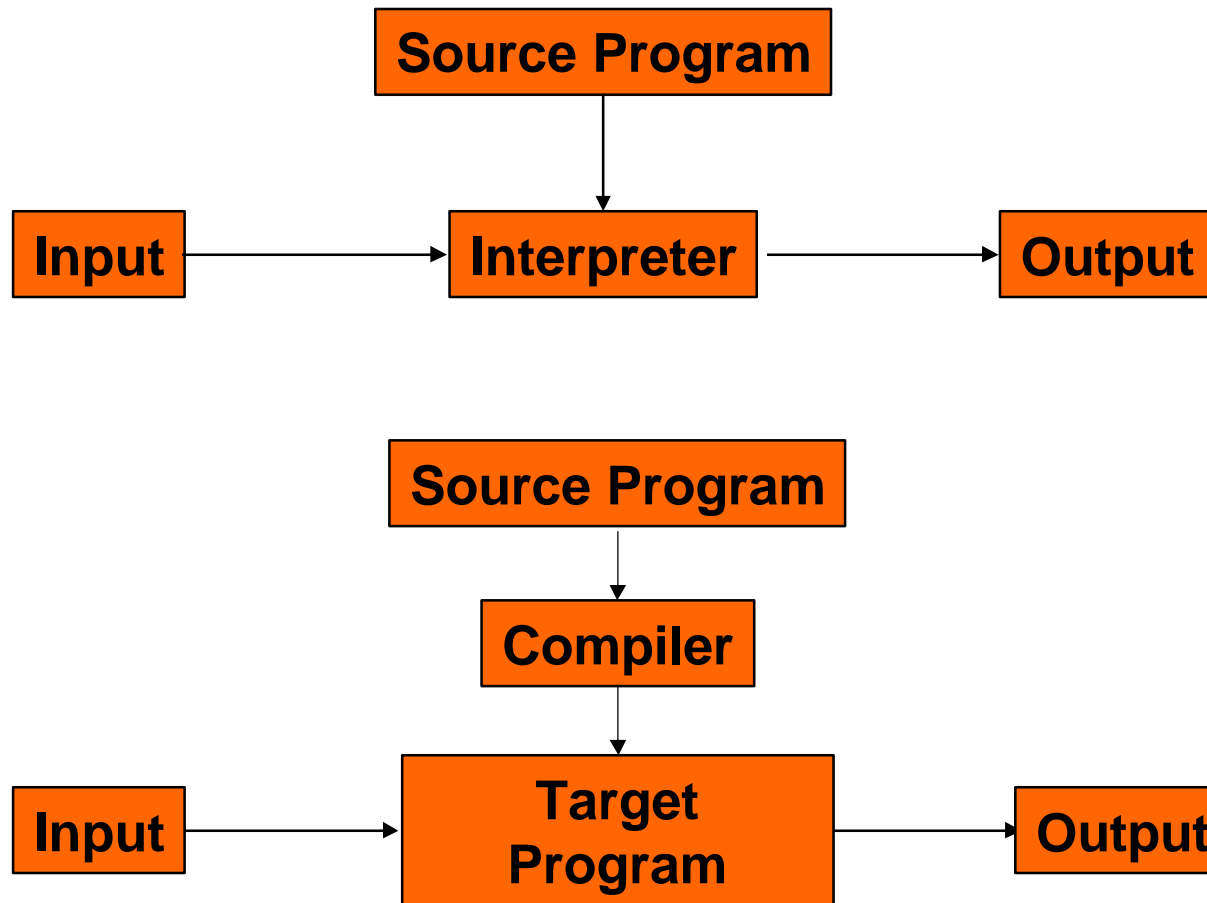 Source Program
Input
Interpreter
Output
Source Program
Compiler
Input
Target
Program
Output